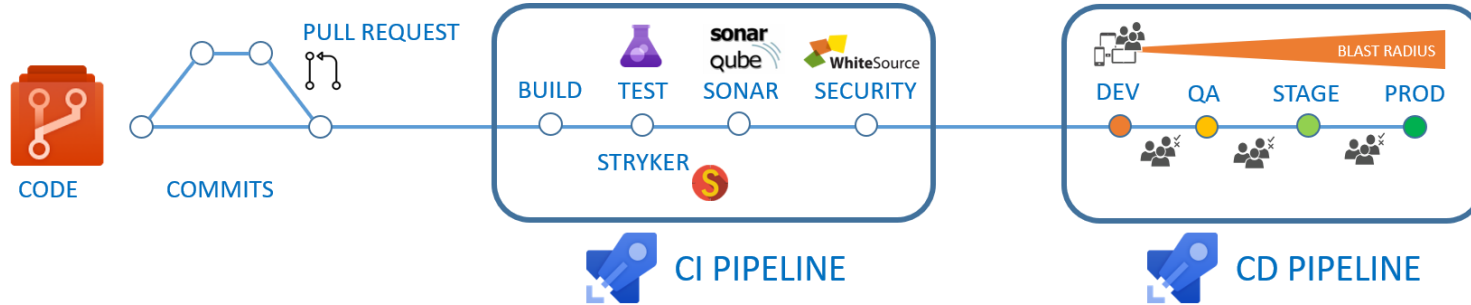 CODE
COMMITS
PULL REQUEST
BUILD
TEST
sonar
qube
SONAR
WhiteSource
SECURITY
STRYKER
S
CI PIPELINE
BLAST RADIUS
DEV
QA
STAGE
PROD
CD PIPELINE